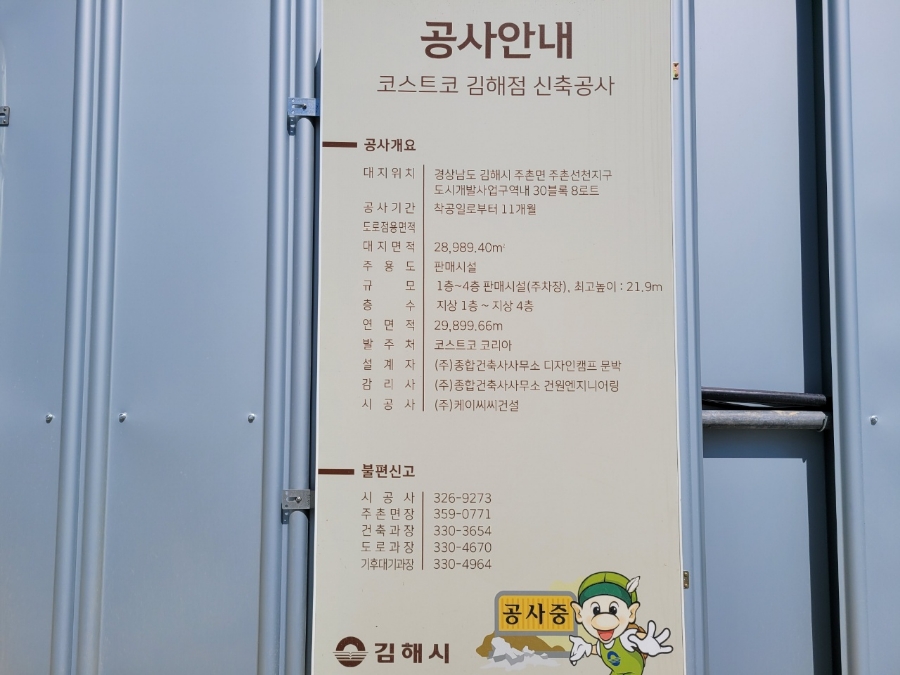 공사안내
코스트코 김해점 신축공사
공사개요
대지위치 경상남도 김해시 주촌면 주촌선천지구
도시개발사업구역내 30블록 8로트
공사기간 착공일로부터 11개월
도로점용면적
대지면적 28,989.40m²
주용도 판매시설
규모 1층~4층 판매시설(주차장), 최고높이 : 21.9m
층수 지상 1층 ~ 지상 4층
연면적 29,899.66m
발주처 코스트코 코리아
설계자 (주)종합건축사사무소 디자인캠프 문박
감리사 (주)종합건축사사무소 건원엔지니어링
시공사 (주)케이씨씨건설
불편신고
시공사 326-9273
주촌면장 359-0771
건축과장 330-3654
도로과장 330-4670
기후대기과장 330-4964
공사중
김해시